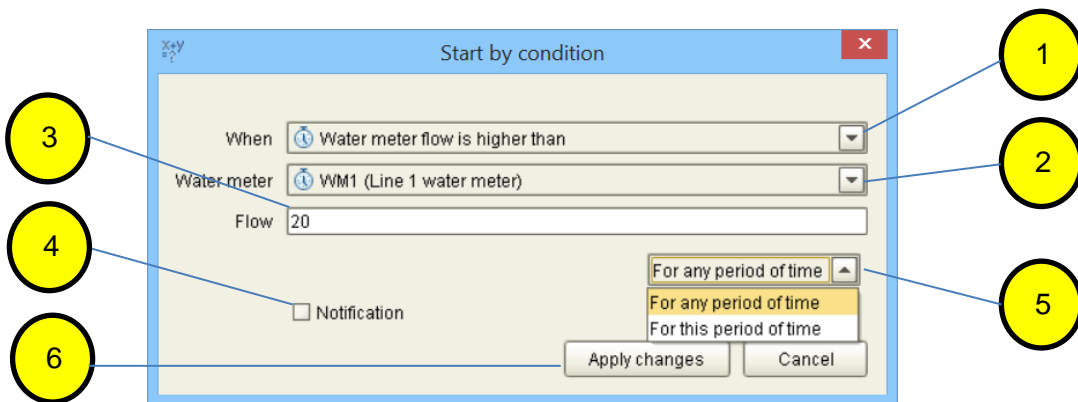 x+y
=?
Start by condition
1
3
When
Water meter flow is higher than
2
Water meter
WM1 (Line 1 water meter)
Flow
20
4
For any period of time
5
For any period of time
Notification
For this period of time
6
Apply changes
Cancel